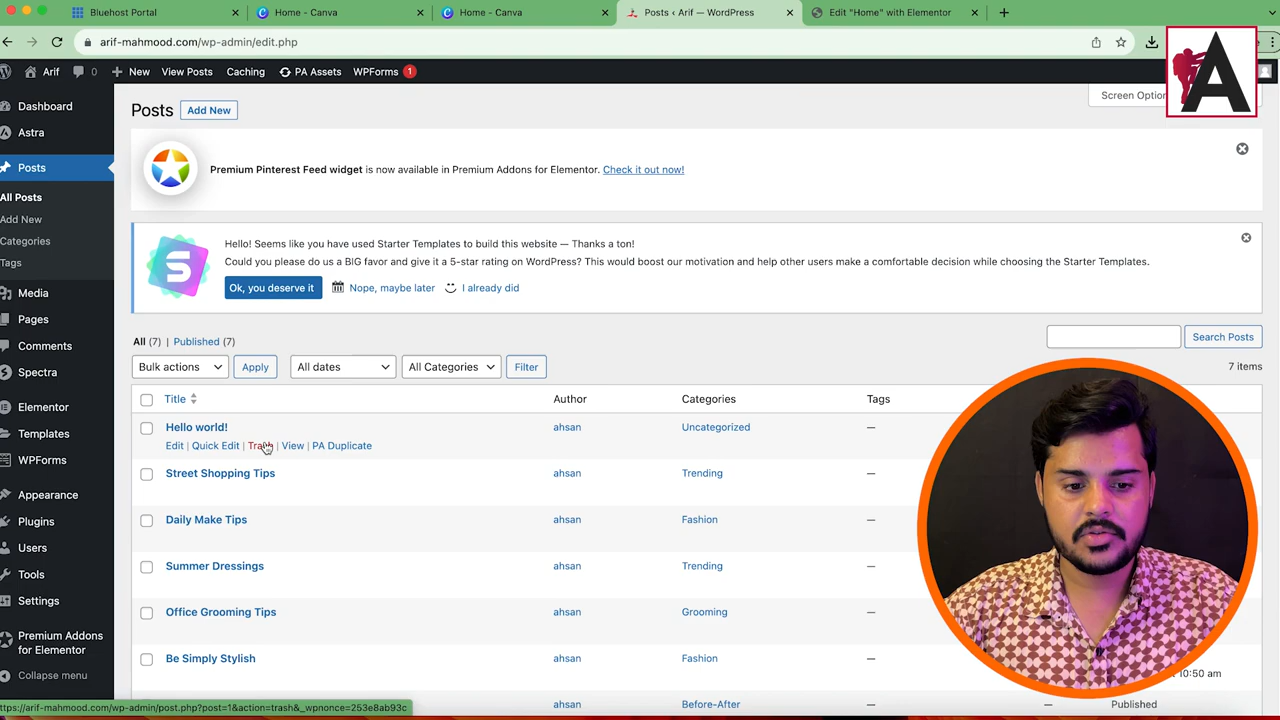 Bluehost Portal
Home - Canva
Home - Canva
Posts ‹ Arif — WordPress
Edit "Home" with Elementor
arif-mahmood.com/wp-admin/edit.php
Arif
0
New
View Posts
Caching
PA Assets
WPForms 1
A
Dashboard
Astra
Posts
All Posts
Add New
Categories
Tags
Media
Pages
Comments
Spectra
Elementor
Templates
WPForms
Appearance
Plugins
Users
Tools
Settings
Premium Addons
for Elementor
Collapse menu
Posts Add New
Screen Optio
Premium Pinterest Feed widget is now available in Premium Addons for Elementor. Check it out now!
S
Hello! Seems like you have used Starter Templates to build this website — Thanks a ton!
Could you please do us a BIG favor and give it a 5-star rating on WordPress? This would boost our motivation and help other users make a comfortable decision while choosing the Starter Templates.
Ok, you deserve it Nope, maybe later I already did
All (7) | Published (7)
Search Posts
Bulk actions Apply All dates All Categories Filter
7 items
Title Author Categories Tags
Hello world! ahsan Uncategorized —
Edit | Quick Edit | Trash | View | PA Duplicate
Street Shopping Tips ahsan Trending —
Daily Make Tips ahsan Fashion —
Summer Dressings ahsan Trending —
Office Grooming Tips ahsan Grooming —
Be Simply Stylish ahsan Fashion —
10:50 am
ahsan Before-After — — Published
ttps://arif-mahmood.com/wp-admin/post.php?post=1&action=trash&_wpnonce=253e8ab93c